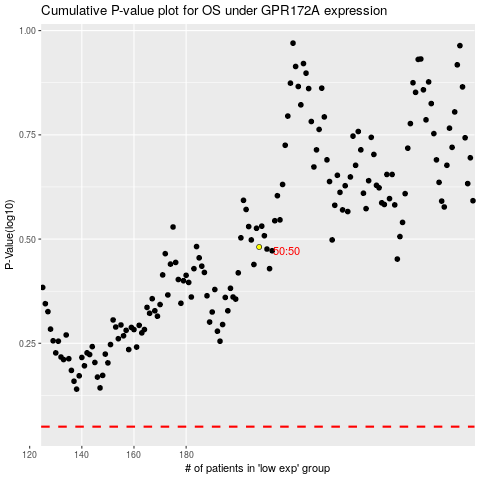 Cumulative P-value plot for OS under GPR172A expression
P-Value(log10)
1.00
0.75
0.50
0.25
50:50
120 140 160 180
# of patients in 'low exp' group